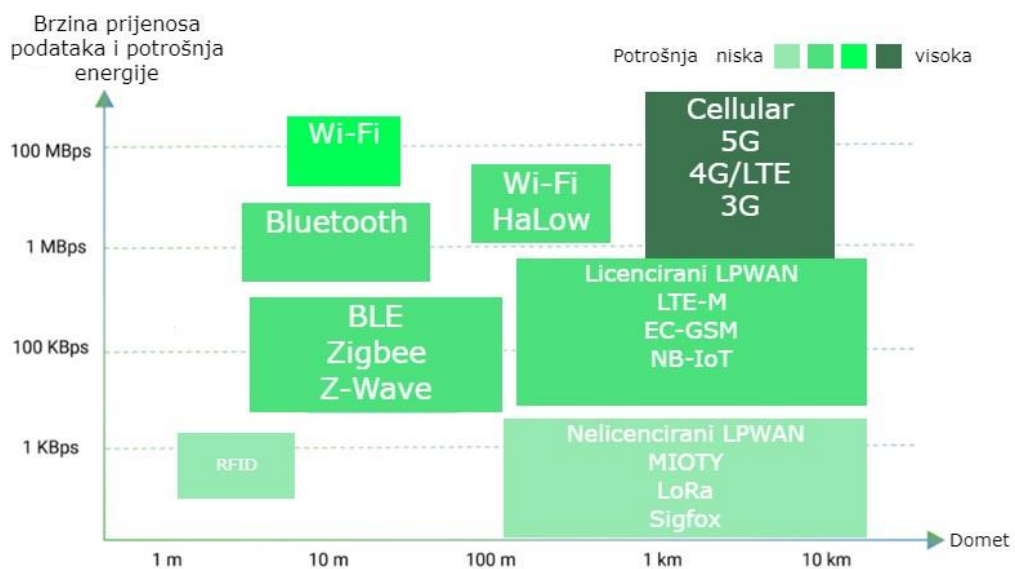 Brzina prijenosa
podataka i potrošnja
energije
Potrošnja niska visoka
100 MBps
1 MBps
100 KBps
1 KBps
Wi-Fi
Bluetooth
Wi-Fi
HaLow
Cellular
5G
4G/LTE
3G
BLE
Zigbee
Z-Wave
Licencirani LPWAN
LTE-M
EC-GSM
NB-IoT
RFID
Nelicencirani LPWAN
MIOTY
LoRa
Sigfox
1 m 10 m 100 m 1 km 10 km
Domet